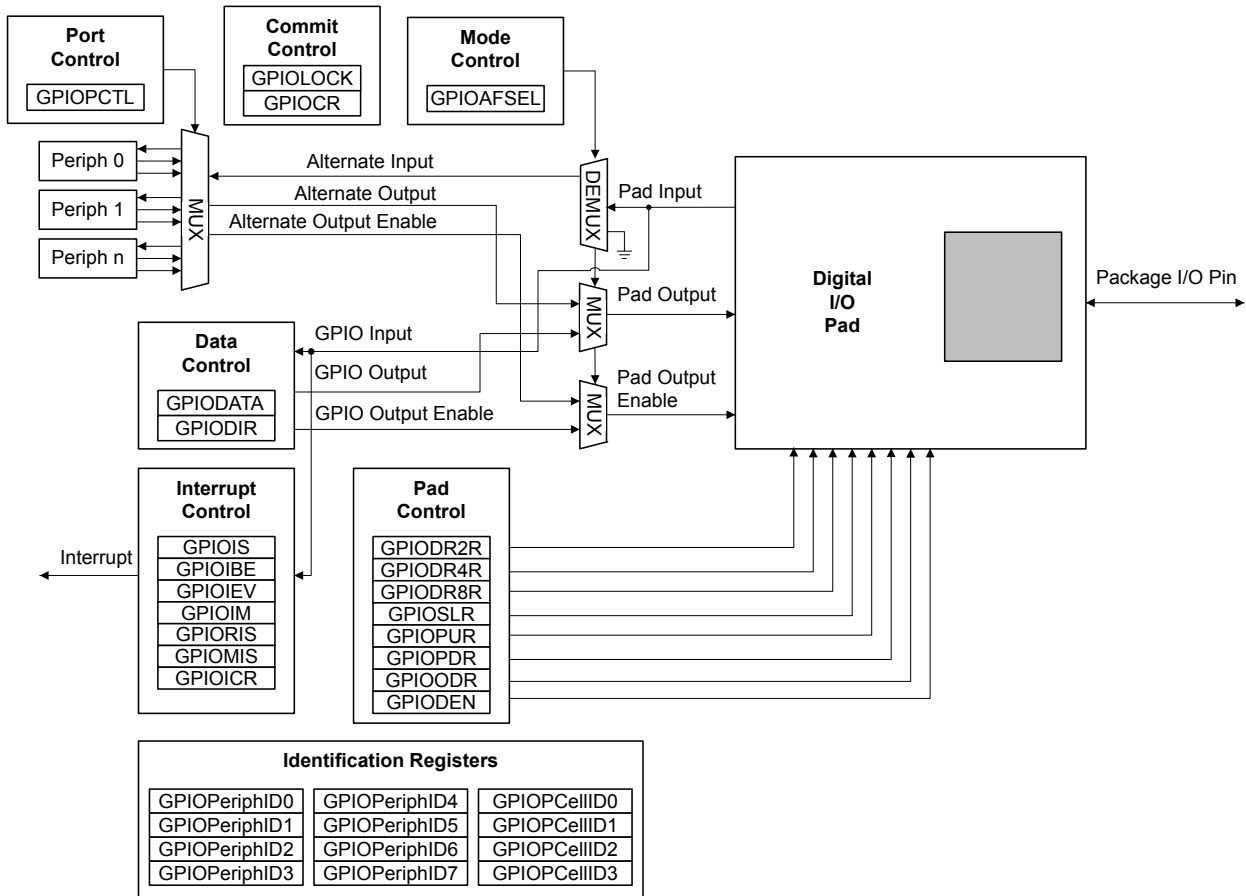 Port
Control
GPIOPCTL
Commit
Control
GPIOLOCK
GPIOCR
Mode
Control
GPIOAFSEL
Periph 0
Periph 1
Periph n
MUX
Alternate Input
Alternate Output
Alternate Output Enable
DEMUX
Pad Input
MUX
Pad Output
MUX
Pad Output
Enable
Digital
I/O
Pad
Package I/O Pin
Data
Control
GPIODATA
GPIODIR
GPIO Input
GPIO Output
GPIO Output Enable
Interrupt
Interrupt
Control
GPIOIS
GPIOIBE
GPIOIEV
GPIOIM
GPIORIS
GPIOMIS
GPIOICR
Pad
Control
GPIODR2R
GPIODR4R
GPIODR8R
GPIOSLR
GPIOPUR
GPIOPDR
GPIOODR
GPIODEN
Identification Registers
GPIOPeriphID0
GPIOPeriphID1
GPIOPeriphID2
GPIOPeriphID3
GPIOPeriphID4
GPIOPeriphID5
GPIOPeriphID6
GPIOPeriphID7
GPIOPCellID0
GPIOPCellID1
GPIOPCellID2
GPIOPCellID3